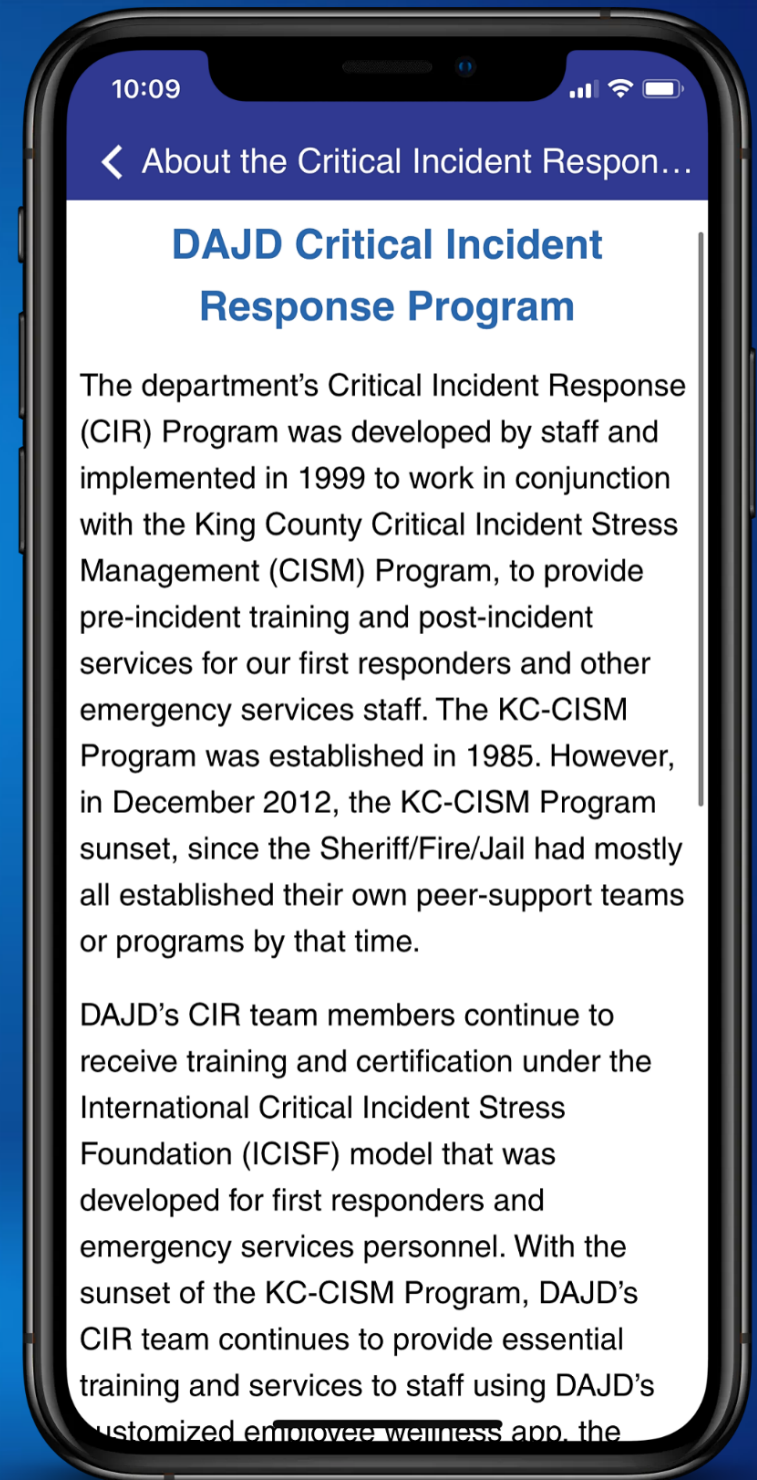 10:09
About the Critical Incident Respon...
DAJD Critical Incident
Response Program
The department’s Critical Incident Response
(CIR) Program was developed by staff and
implemented in 1999 to work in conjunction
with the King County Critical Incident Stress
Management (CISM) Program, to provide
pre-incident training and post-incident
services for our first responders and other
emergency services staff. The KC-CISM
Program was established in 1985. However,
in December 2012, the KC-CISM Program
sunset, since the Sheriff/Fire/Jail had mostly
all established their own peer-support teams
or programs by that time.
DAJD’s CIR team members continue to
receive training and certification under the
International Critical Incident Stress
Foundation (ICISF) model that was
developed for first responders and
emergency services personnel. With the
sunset of the KC-CISM Program, DAJD’s
CIR team continues to provide essential
training and services to staff using DAJD’s
customized employee wellness app, the